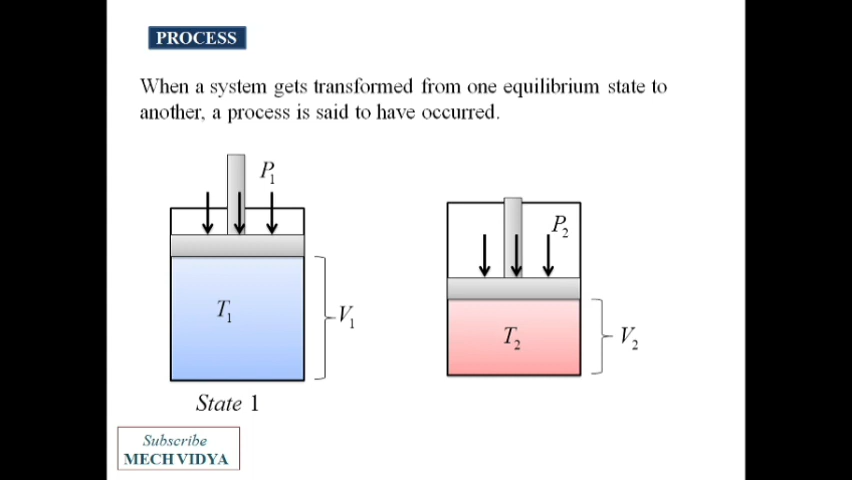 PROCESS
When a system gets transformed from one equilibrium state to
another, a process is said to have occurred.
P1
P2
T1
V1
T2
V2
State 1
Subscribe
MECH VIDYA